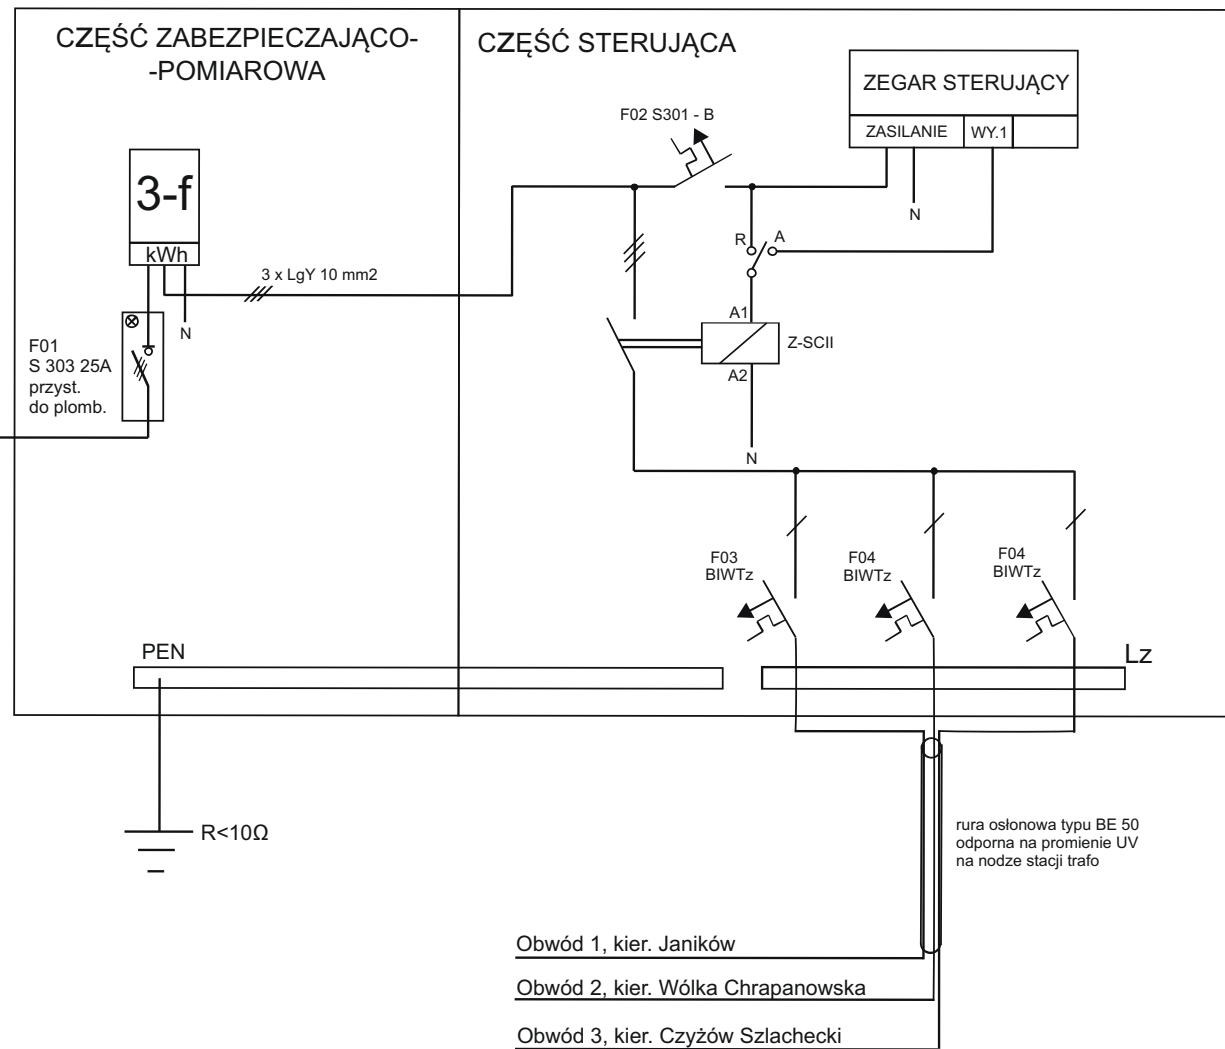 CZĘŚĆ ZABEZPIECZAJĄCO-
-POMIAROWA
CZĘŚĆ STERUJĄCA
ZEGAR STERUJĄCY
ZASILANIE
WY.1
F02 S301 - B
N
3-f
kWh
3 x LgY 10 mm2
N
F01
S 303 25A
przyst.
do plomb.
R
A
A1
Z-SCII
A2
N
F03
BIWTz
F04
BIWTz
F04
BIWTz
PEN
Lz
R<10Ω
rura osłonowa typu BE 50
odporna na promienie UV
na nodze stacji trafo
Obwód 1, kier. Janików
Obwód 2, kier. Wólka Chrapanowska
Obwód 3, kier. Czyżów Szlachecki